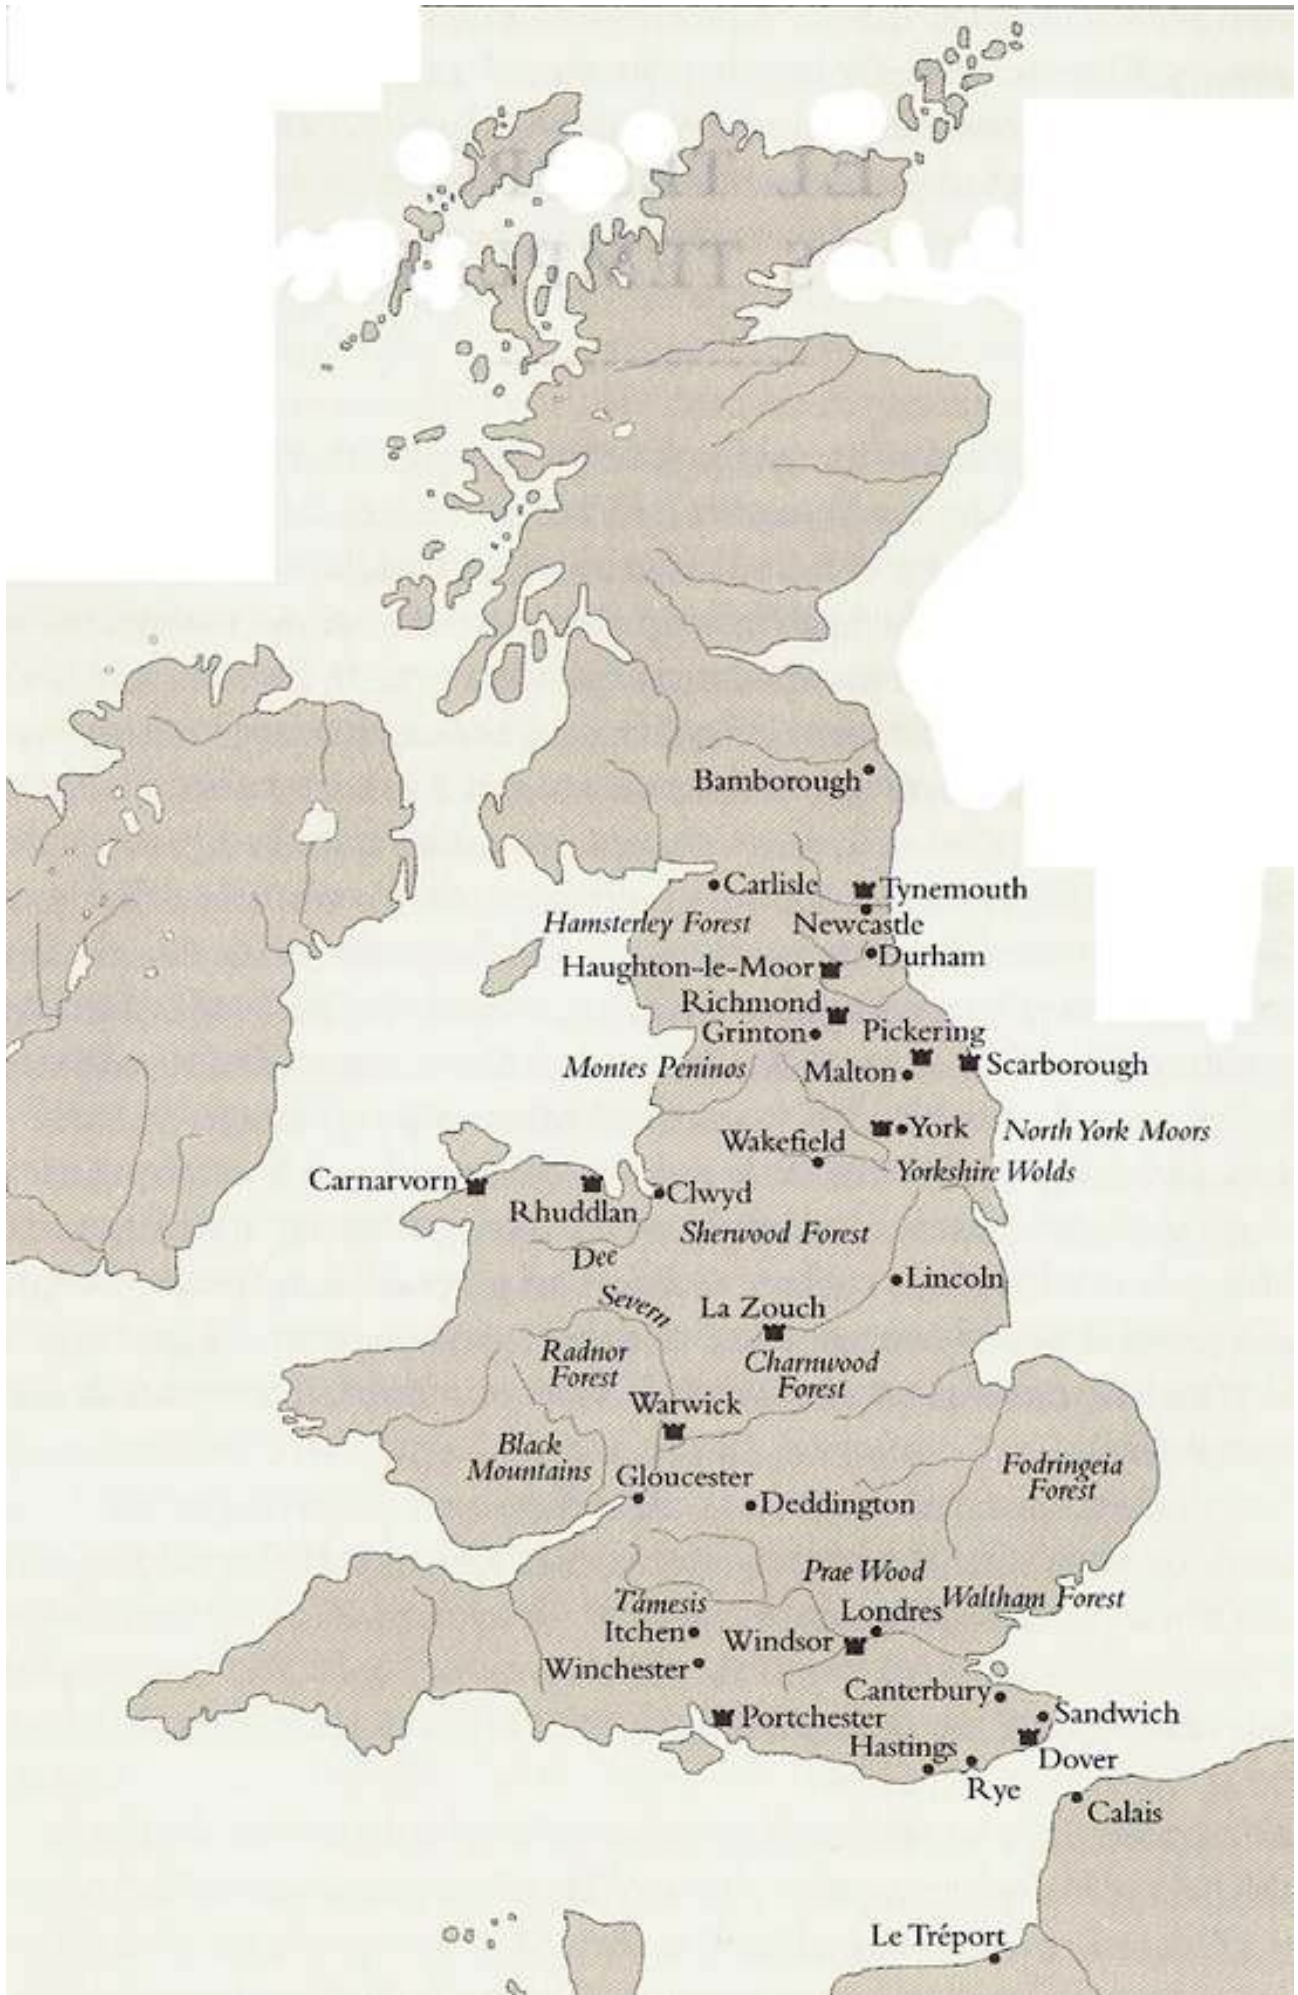 Bamborough
Carlisle
Tynemouth
Hamsterley Forest
Newcastle
Durham
Haughton-le-Moor
Richmond
Grinton
Pickering
Montes Peninos
Malton
Scarborough
Wakefield
York
North York Moors
Yorkshire Wolds
Carnarvorn
Rhuddlan
Clwyd
Sherwood Forest
Dee
Lincoln
Severn
La Zouch
Radnor
Forest
Charnwood
Forest
Warwick
Black
Mountains
Fodringeia
Forest
Gloucester
Deddington
Prae Wood
Támesis
Londres
Waltham Forest
Itchen
Windsor
Winchester
Canterbury
Portchester
Sandwich
Hastings
Dover
Rye
Calais
Le Tréport